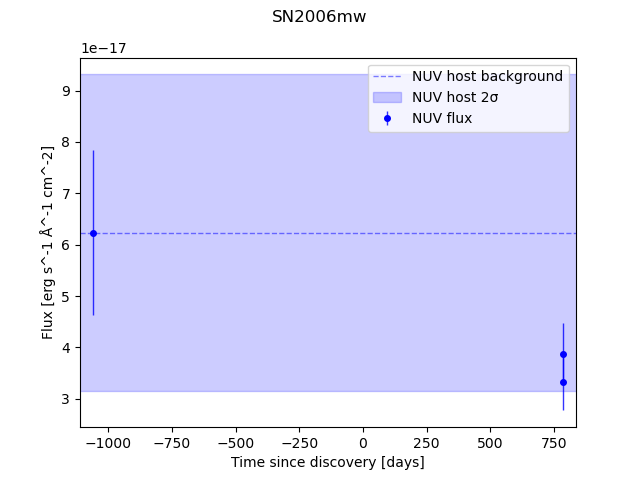 SN2006mw
1e−17
NUV host background
NUV host 2σ
NUV flux
9
8
7
6
5
4
3
Flux [erg s^-1 Å^-1 cm^-2]
−1000
−750
−500
−250
0
250
500
750
Time since discovery [days]